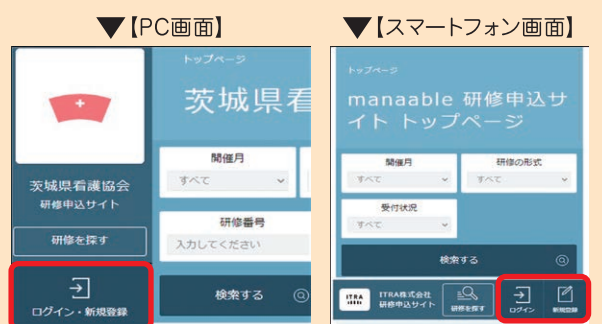 ▼【PC画面】
トップページ
茨城県看
茨城県看護協会
研修申込サイト
研修を探す
ログイン・新規登録
開催月
すべて
研修番号
入力してください
検索する
▼【スマートフォン画面】
トップページ
manaable 研修申込サ
イト トップページ
開催月
すべて
研修の形式
すべて
受付状況
すべて
検索する
ITRA
ITRA株式会社
研修申込サイト
研修を探す
ログイン
新規登録